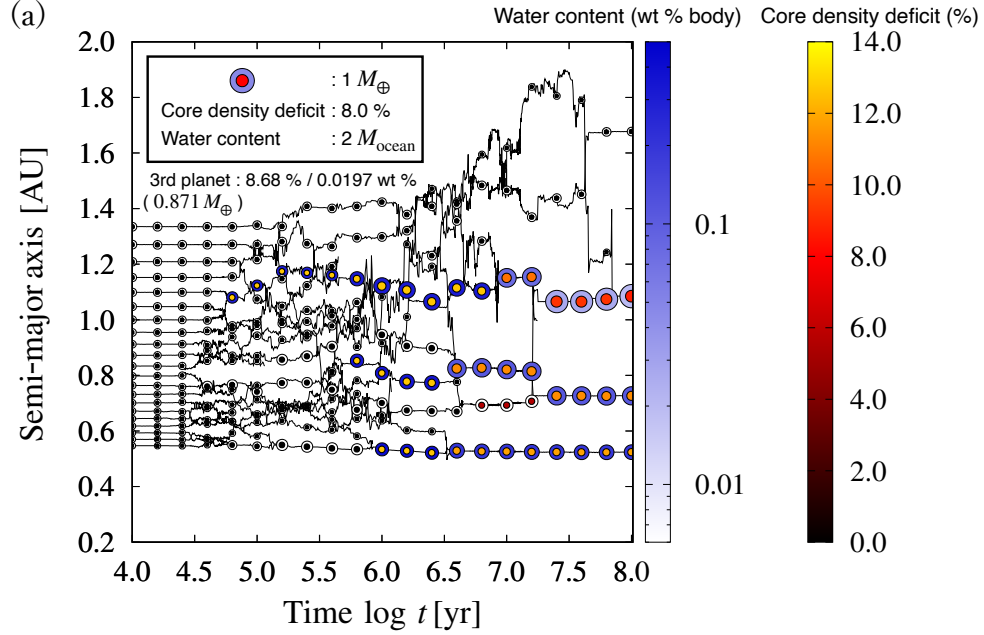 (a)
Water content (wt % body)
Core density deficit (%)
: 1 M⊕
Core density deficit : 8.0 %
Water content : 2 Mocean
3rd planet : 8.68 % / 0.0197 wt %
( 0.871 M⊕ )
Semi-major axis [AU]
2.0
1.8
1.6
1.4
1.2
1.0
0.8
0.6
0.4
0.2
4.0 4.5 5.0 5.5 6.0 6.5 7.0 7.5 8.0
Time log t [yr]
0.1
0.01
14.0
12.0
10.0
8.0
6.0
4.0
2.0
0.0